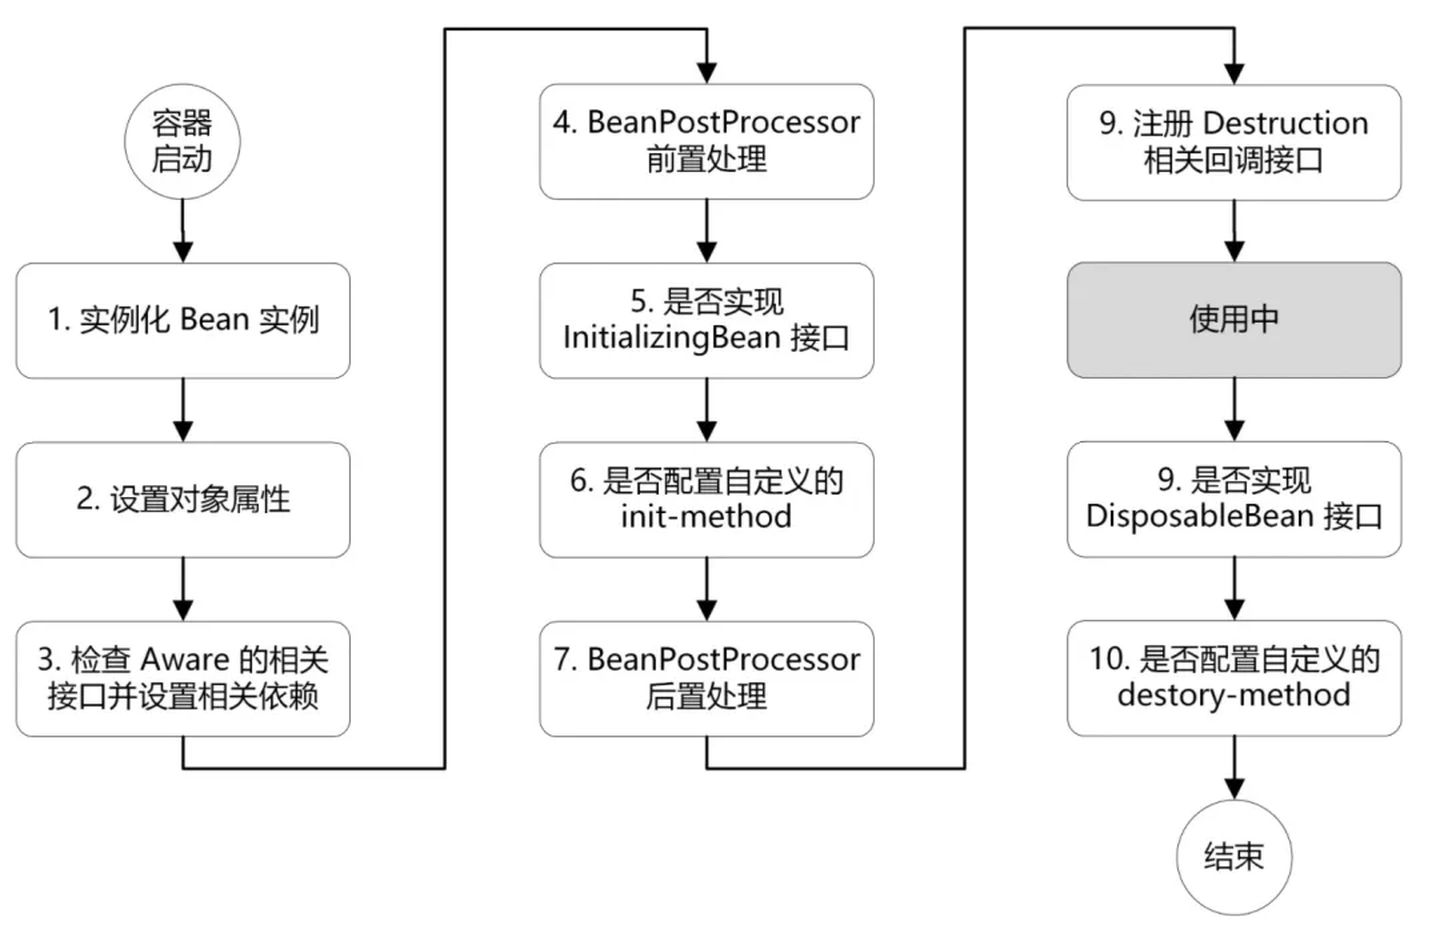 容器
启动
1. 实例化 Bean 实例
2. 设置对象属性
3. 检查 Aware 的相关
接口并设置相关依赖
4. BeanPostProcessor
前置处理
5. 是否实现
InitializingBean 接口
6. 是否配置自定义的
init-method
7. BeanPostProcessor
后置处理
9. 注册 Destruction
相关回调接口
使用中
9. 是否实现
DisposableBean 接口
10. 是否配置自定义的
destory-method
结束